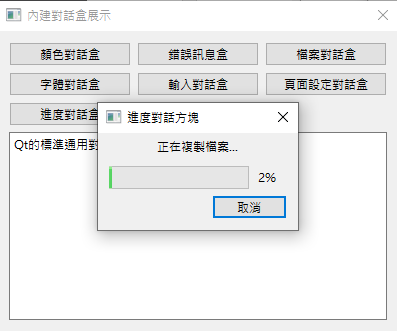 內建對話盒展示
顏色對話盒 錯誤訊息盒 檔案對話盒
字體對話盒 輸入對話盒 頁面設定對話盒
進度對話盒
Qt的標準通用對
進度對話方塊
正在複製檔案...
2%
取消